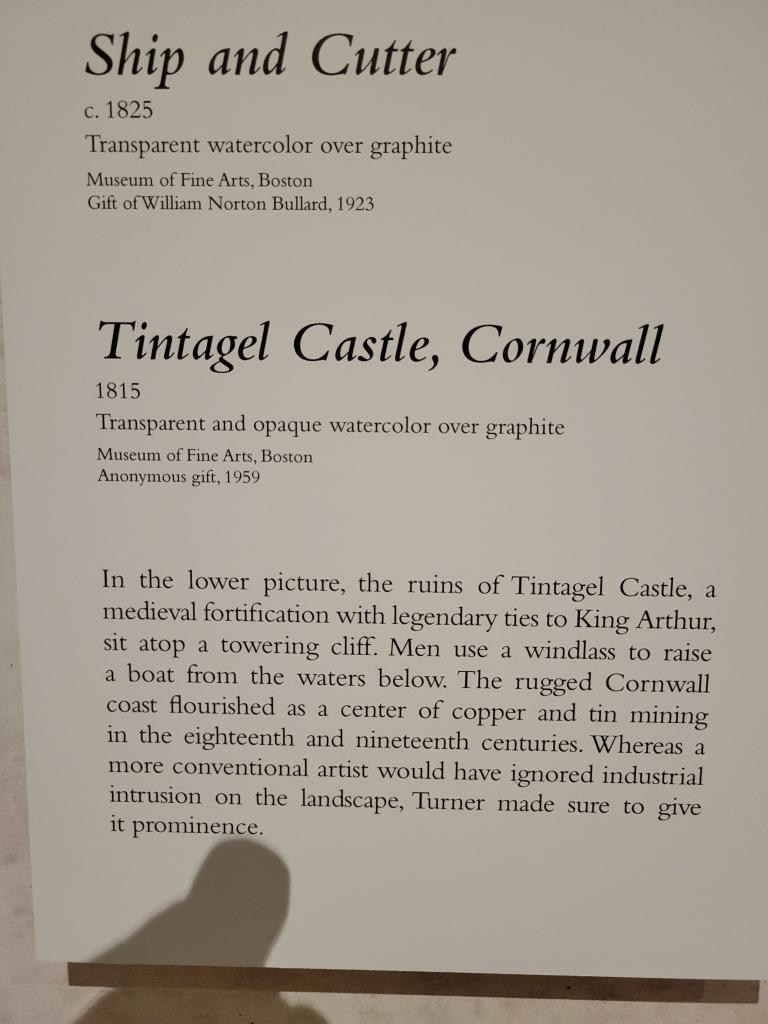 Ship and Cutter
c. 1825
Transparent watercolor over graphite
Museum of Fine Arts, Boston
Gift of William Norton Bullard, 1923
Tintagel Castle, Cornwall
1815
Transparent and opaque watercolor over graphite
Museum of Fine Arts, Boston
Anonymous gift, 1959
In the lower picture, the ruins of Tintagel Castle, a
medieval fortification with legendary ties to King Arthur,
sit atop a towering cliff. Men use a windlass to raise
a boat from the waters below. The rugged Cornwall
coast flourished as a center of copper and tin mining
in the eighteenth and nineteenth centuries. Whereas a
more conventional artist would have ignored industrial
intrusion on the landscape, Turner made sure to give
it prominence.